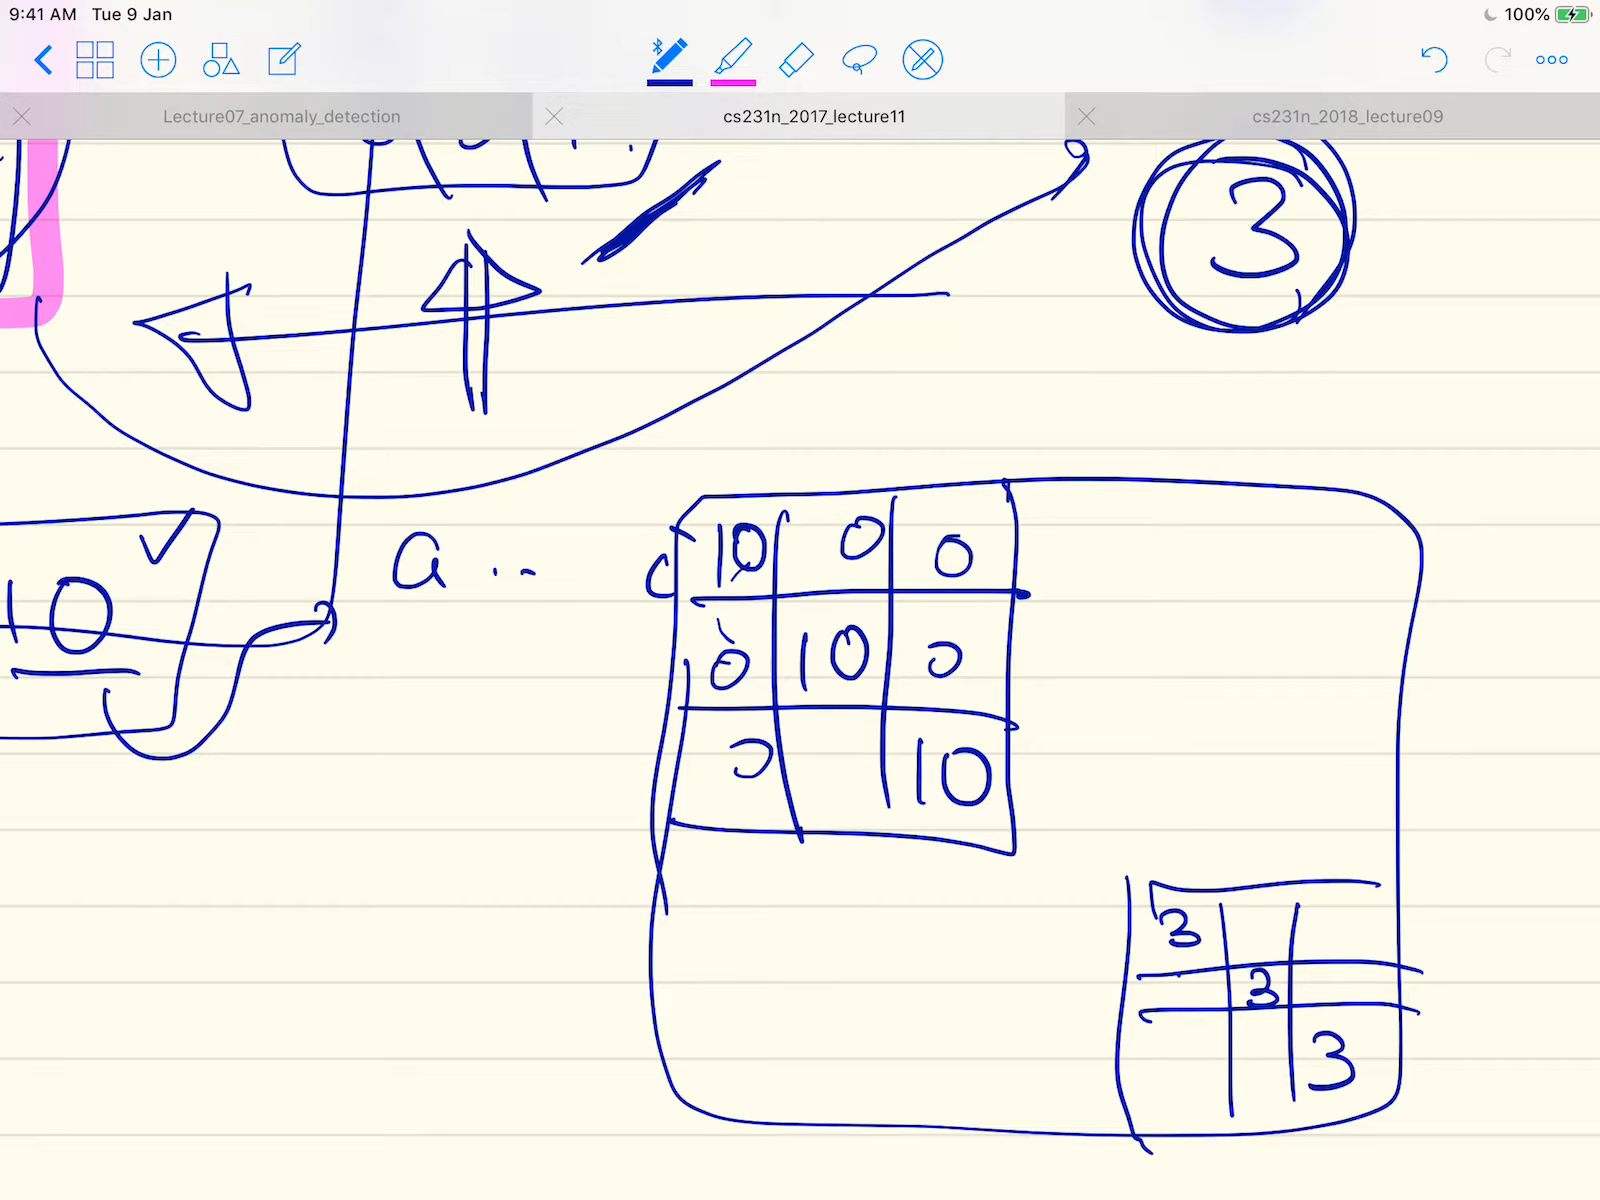 9:41 AM Tue 9 Jan 100%
Lecture07_anomaly_detection cs231n_2017_lecture11 cs231n_2018_lecture09
3
10 a .. 10 0 0
0 10 0
0 10
3
3
3